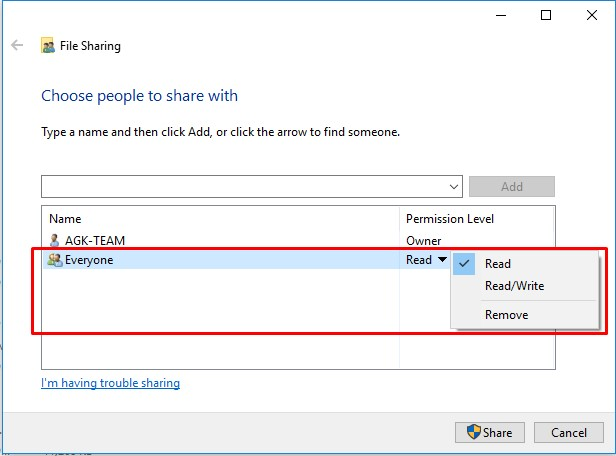 File Sharing
Choose people to share with
Type a name and then click Add, or click the arrow to find someone.
Add
Name Permission Level
AGK-TEAM Owner
Everyone Read
Read
Read/Write
Remove
I'm having trouble sharing
Share Cancel